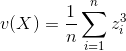 v(X) = \frac{1}{n} \sum_{i=1}^{n} z_i^3